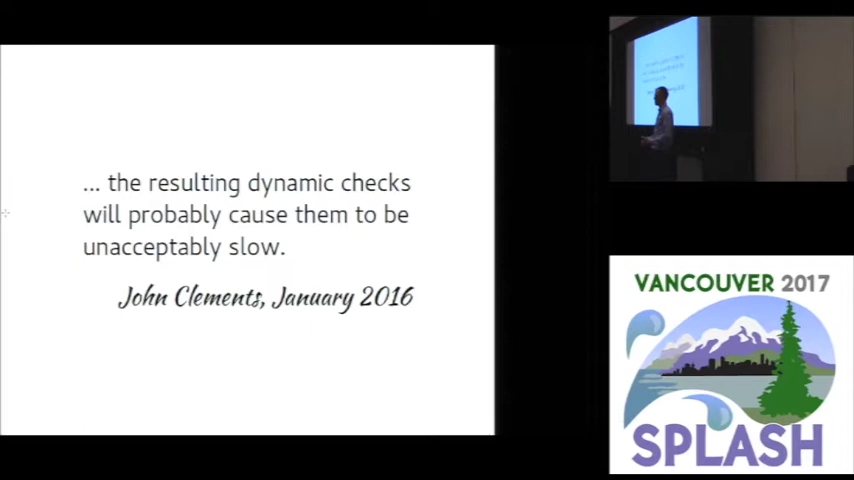 ... the resulting dynamic checks
will probably cause them to be
unacceptably slow.
John Clements, January 2016
VANCOUVER 2017
SPLASH